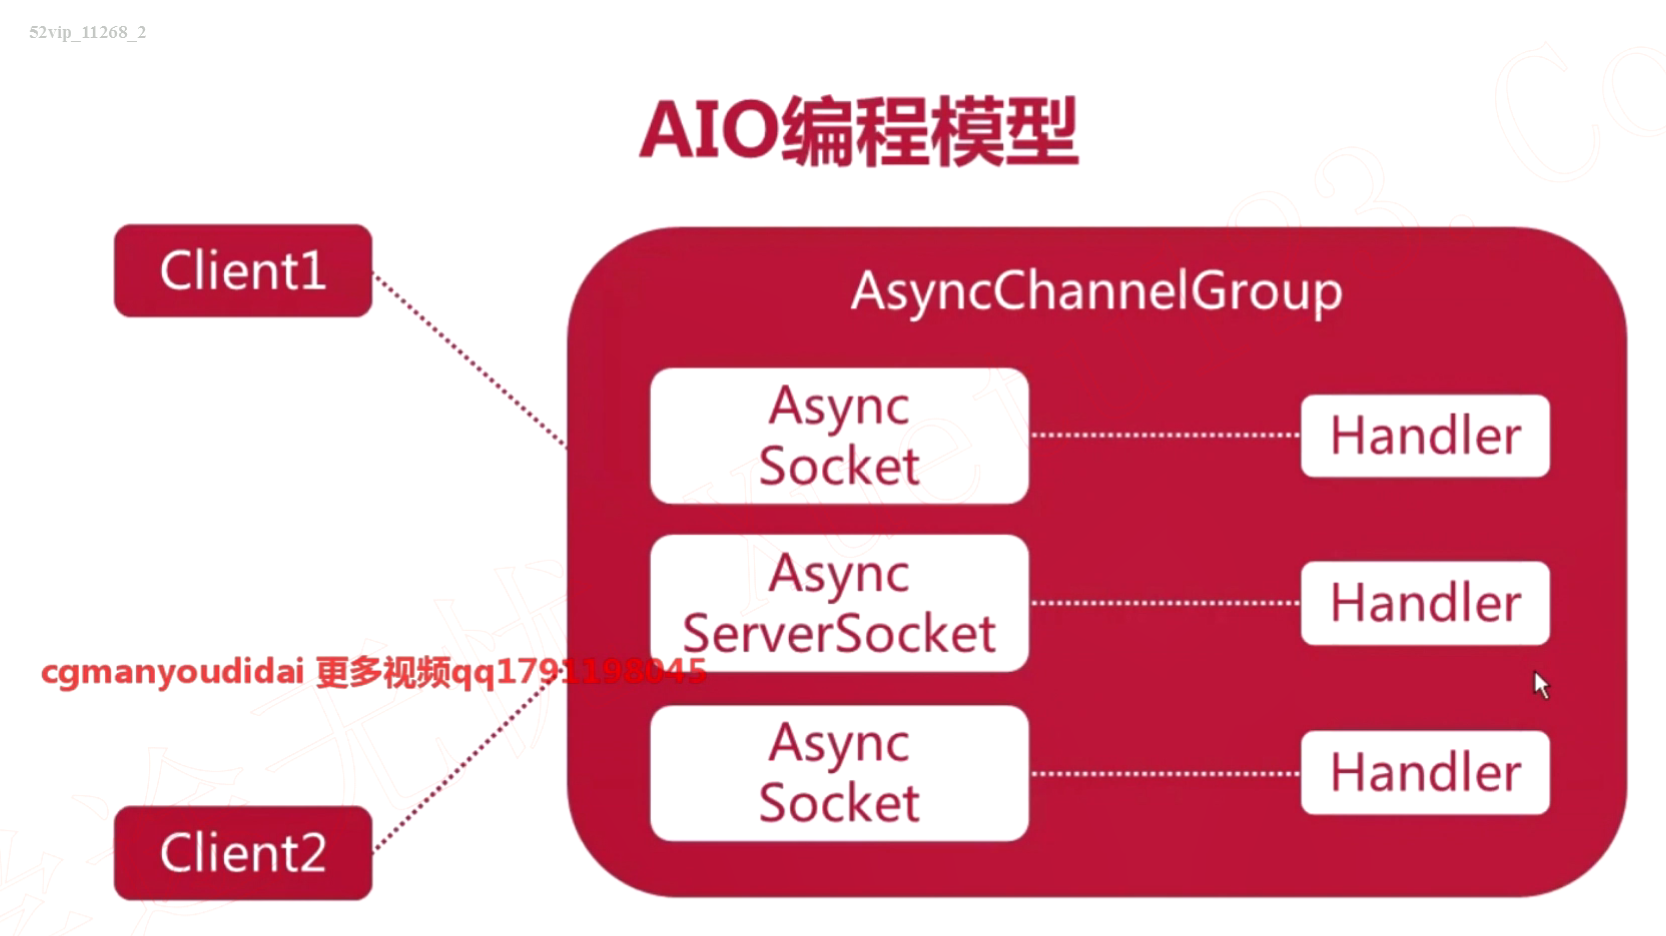 52vip_11268_2
AIO编程模型
Client1
AsyncChannelGroup
Async
Socket
Handler
Async
ServerSocket
Handler
cgmanyoudidai 更多视频qq1791198045
Async
Socket
Handler
Client2